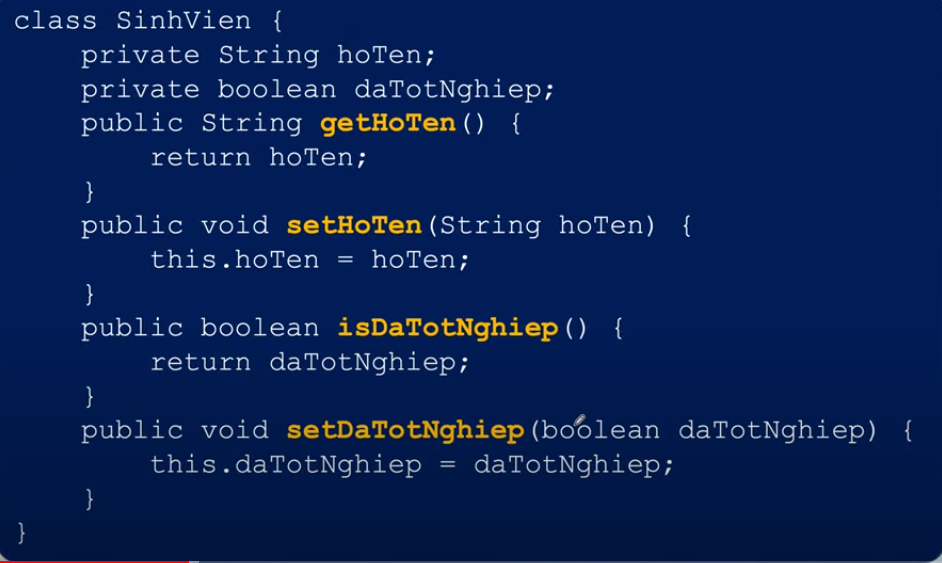 class SinhVien {
private String hoTen;
private boolean daTotNghiep;
public String getHoTen() {
return hoTen;
}
public void setHoTen(String hoTen) {
this.hoTen = hoTen;
}
public boolean isDaTotNghiep() {
return daTotNghiep;
}
public void setDaTotNghiep(boolean daTotNghiep) {
this.daTotNghiep = daTotNghiep;
}
}